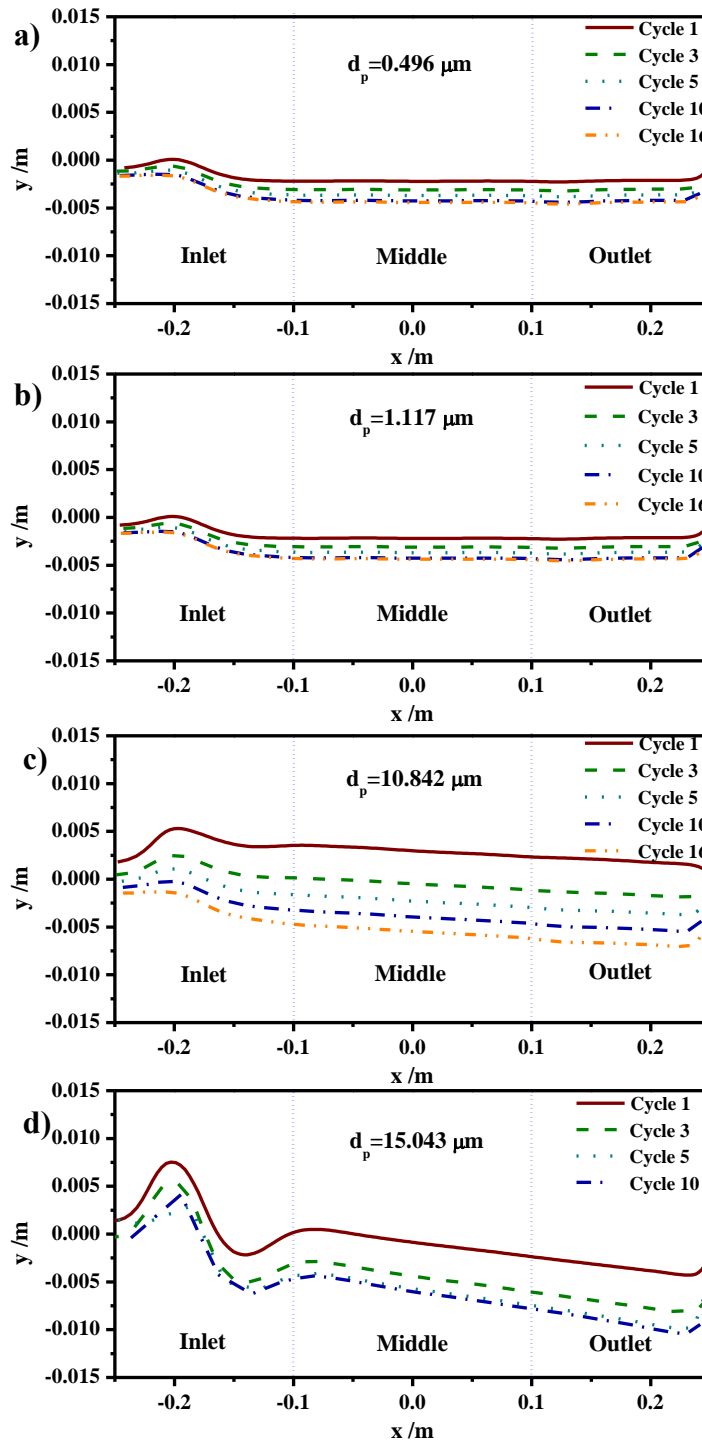 a)
d_p=0.496 μm
Cycle 1
Cycle 3
Cycle 5
Cycle 10
Cycle 16
y /m
0.015
0.010
0.005
0.000
-0.005
-0.010
-0.015
Inlet Middle Outlet
-0.2 -0.1 0.0 0.1 0.2
x /m
b)
d_p=1.117 μm
Cycle 1
Cycle 3
Cycle 5
Cycle 10
Cycle 16
y /m
0.015
0.010
0.005
0.000
-0.005
-0.010
-0.015
Inlet Middle Outlet
-0.2 -0.1 0.0 0.1 0.2
x /m
c)
d_p=10.842 μm
Cycle 1
Cycle 3
Cycle 5
Cycle 10
Cycle 16
y /m
0.015
0.010
0.005
0.000
-0.005
-0.010
-0.015
Inlet Middle Outlet
-0.2 -0.1 0.0 0.1 0.2
x /m
d)
d_p=15.043 μm
Cycle 1
Cycle 3
Cycle 5
Cycle 10
y /m
0.015
0.010
0.005
0.000
-0.005
-0.010
-0.015
Inlet Middle Outlet
-0.2 -0.1 0.0 0.1 0.2
x /m